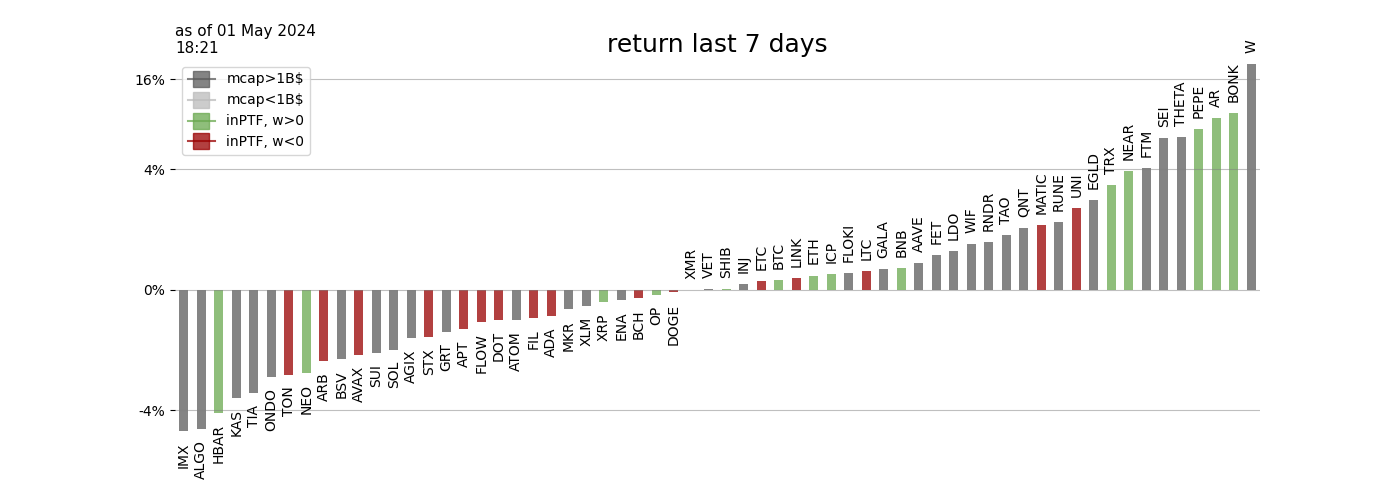 as of 01 May 2024
18:21
return last 7 days
mcap>1B$
mcap<1B$
inPTF, w>0
inPTF, w<0
16%
4%
0%
-4%
IMX
ALGO
HBAR
KAS
TIA
ONDO
TON
NEO
ARB
BSV
AVAX
SUI
SOL
AGIX
STX
GRT
APT
FLOW
DOT
ATOM
FIL
ADA
MKR
XLM
XRP
ENA
BCH
OP
DOGE
XMR
VET
SHIB
INJ
ETC
BTC
LINK
ETH
ICP
FLOKI
LTC
GALA
BNB
AAVE
FET
LDO
WIF
RNDR
TAO
QNT
MATIC
RUNE
UNI
EGLD
TRX
NEAR
FTM
SEI
THETA
PEPE
AR
BONK
W